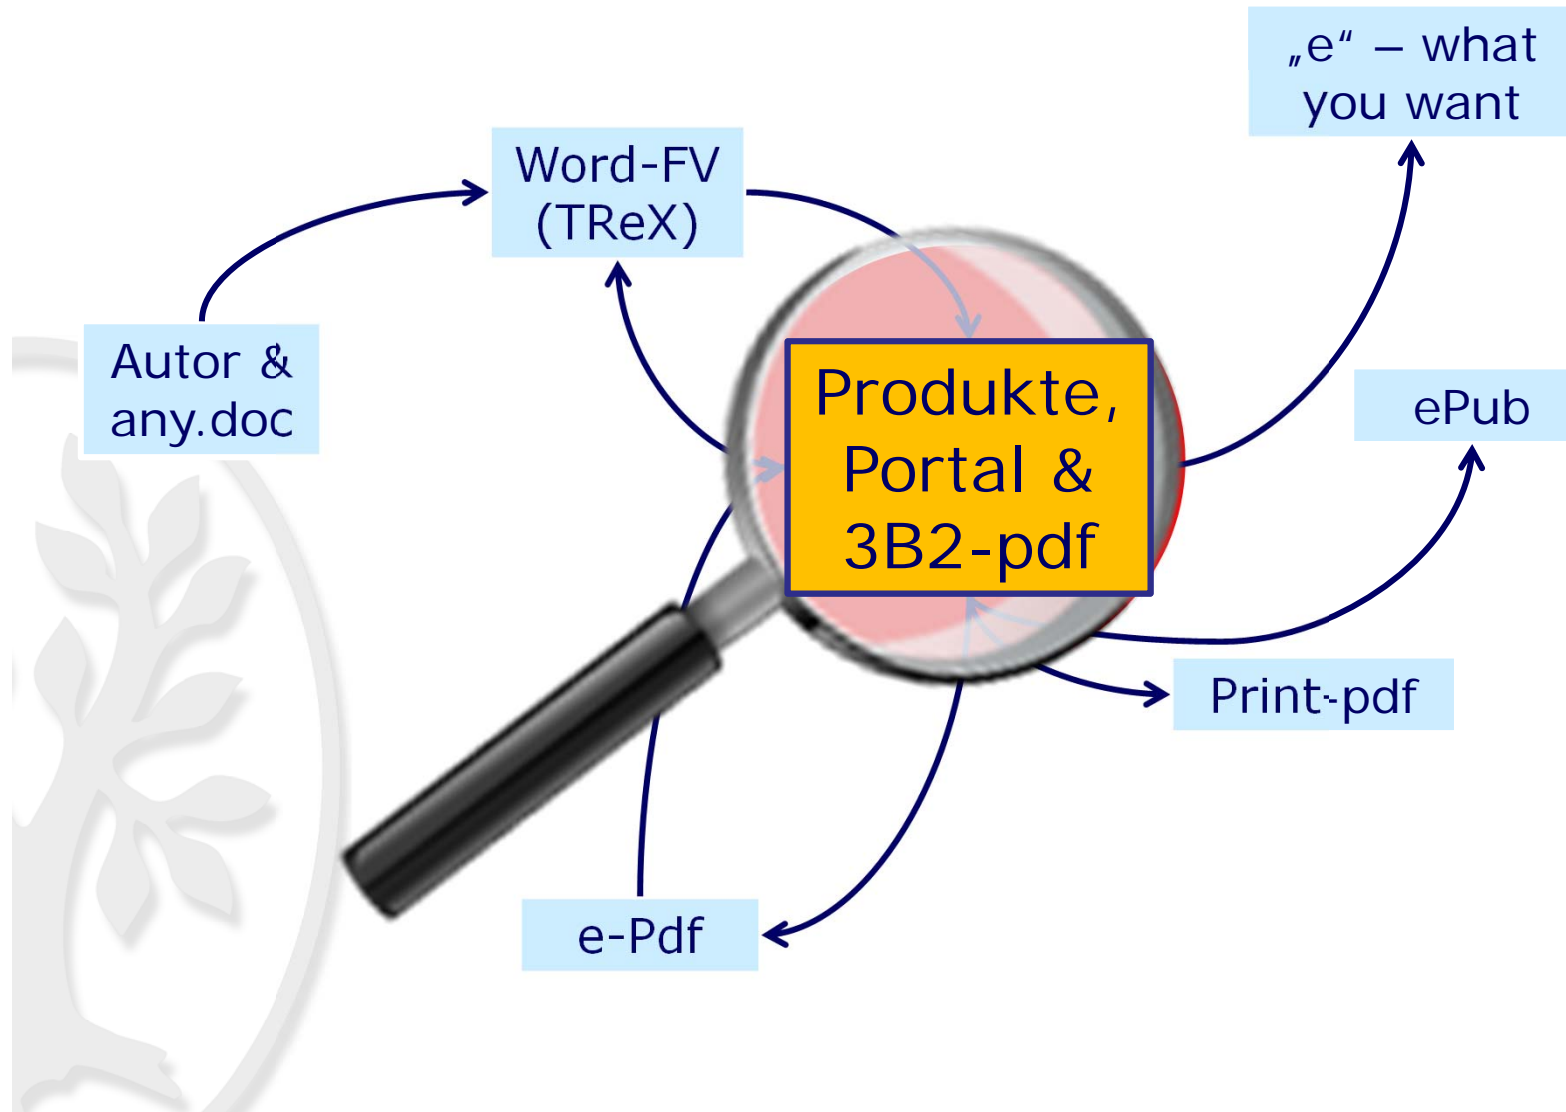 „e“ – what
you want
Word-FV
(TReX)
Autor &
any.doc
Produkte,
Portal &
3B2-pdf
ePub
Print-pdf
e-Pdf